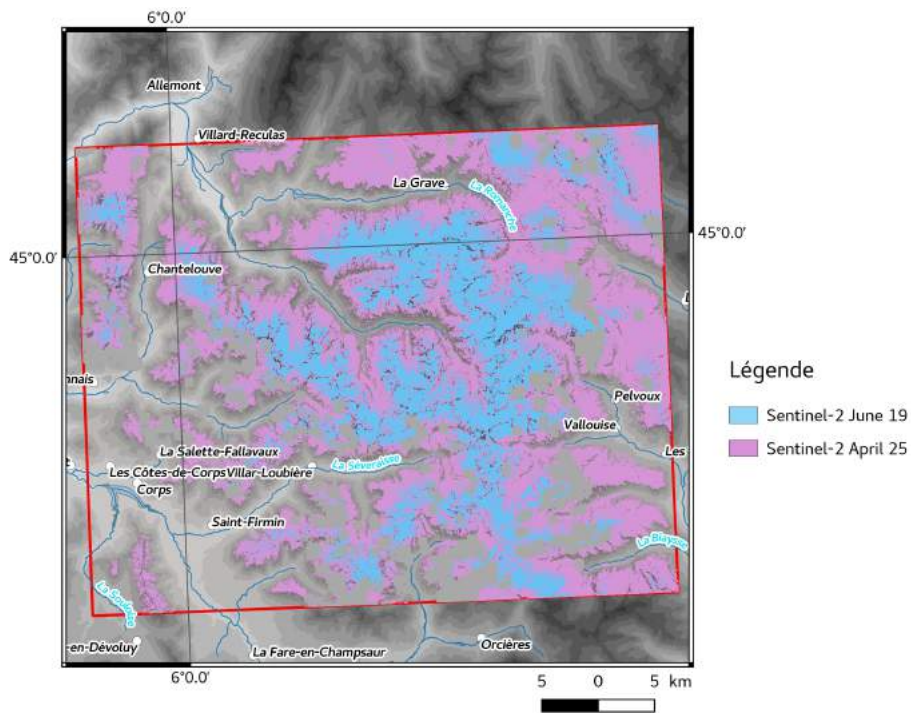 6°0.0'
Allemont
Villard-Reculas
La Grave
La Romanche
45°0.0'
45°0.0'
Chantelouve
Légende
Sentinel-2 June 19
Sentinel-2 April 25
nnais
Pelvoux
Vallouise
La Salette-Fallavaux
Les
Les Côtes-de-Corps
Villar-Loubière
La Séveraisse
Corps
Saint-Firmin
La Biaysse
La Souloise
-en-Dévoluy
La Fare-en-Champsaur
Orcières
6°0.0'
5 0 5 km